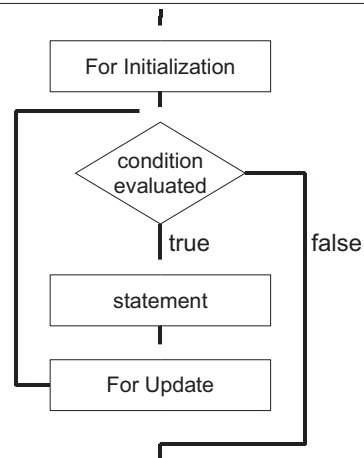 For Initialization
condition
evaluated
true
false
statement
For Update